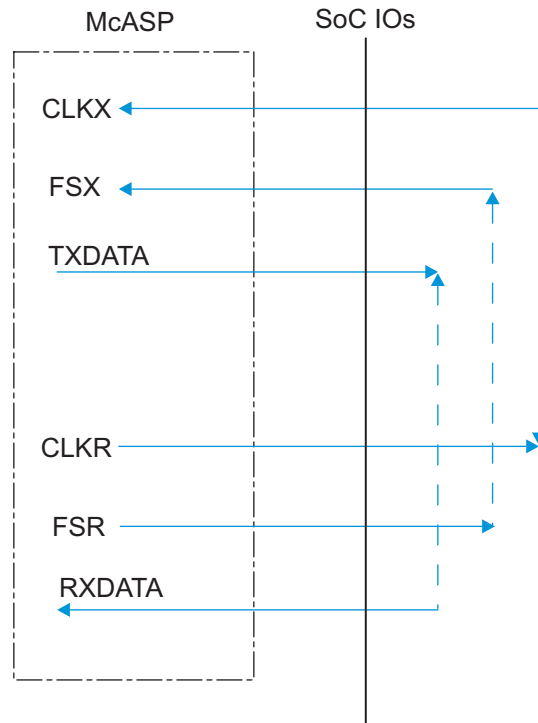 McASP
SoC IOs
CLKX
FSX
TXDATA
CLKR
FSR
RXDATA